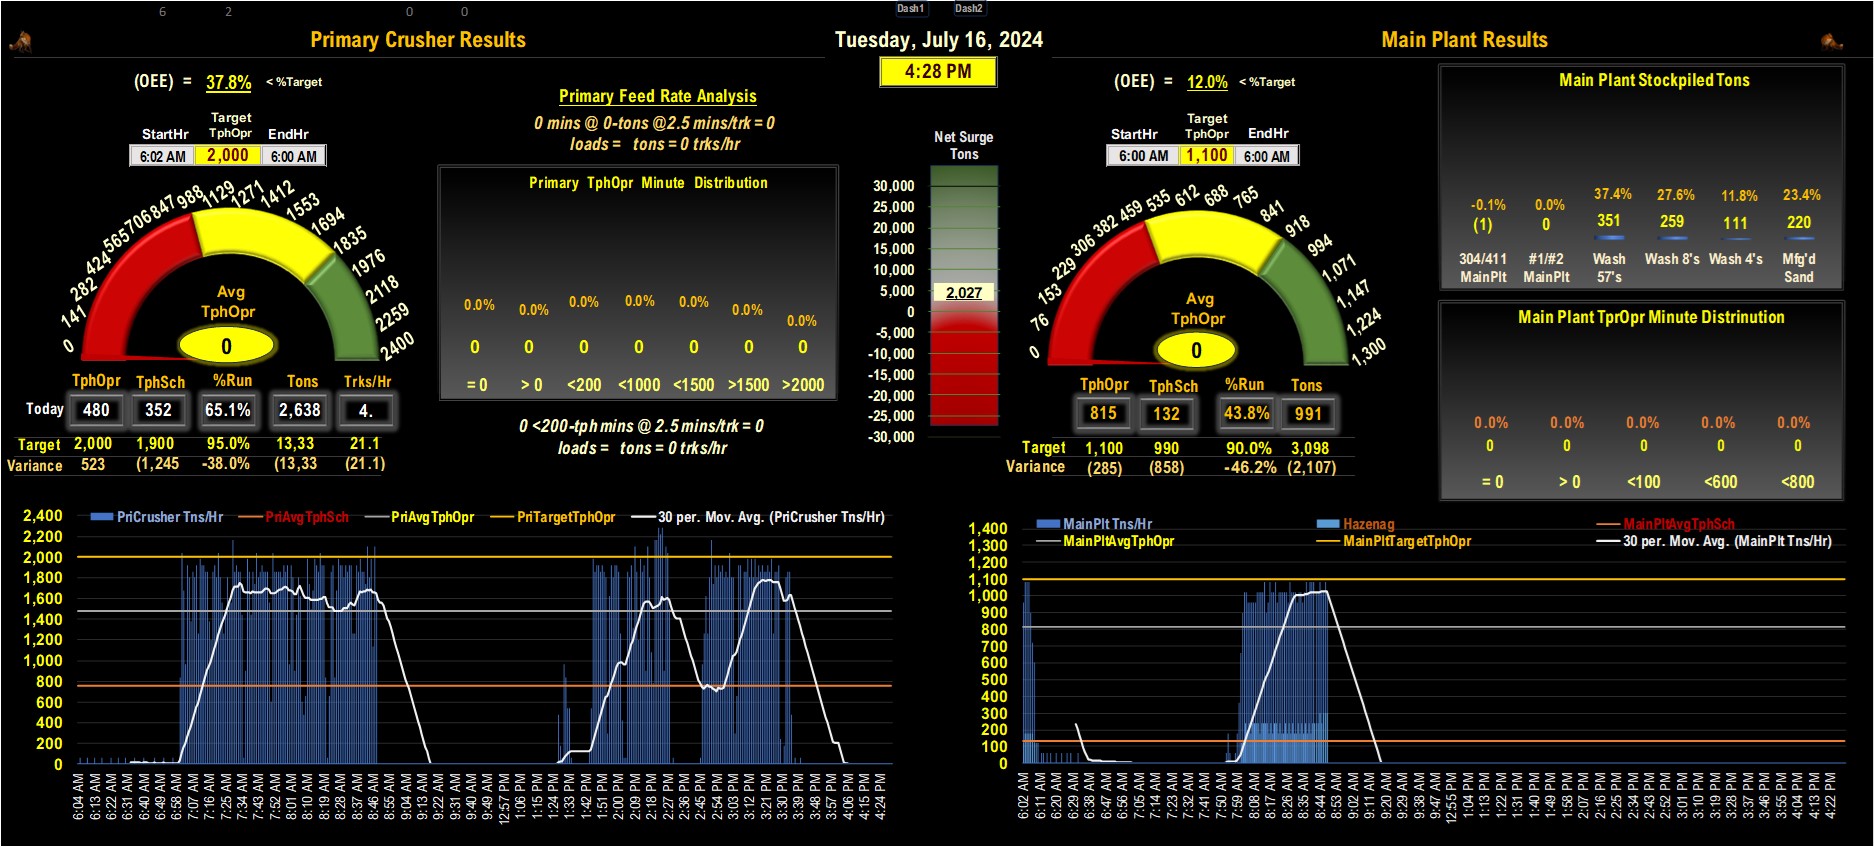 6 2 0 0 Dash1 Dash2
Primary Crusher Results
Tuesday, July 16, 2024
Main Plant Results
4:28 PM
(OEE) = 37.8% < %Target
Target
StartHr TphOpr EndHr
6:02 AM 2,000 6:00 AM
0 141 282 424 565 706 847 988 1129 1271 1412 1553 1694 1835 1976 2118 2259 2400
Avg
TphOpr
0
TphOpr TphSch %Run Tons Trks/Hr
Today 480 352 65.1% 2,638 4.
Target 2,000 1,900 95.0% 13,33 21.1
Variance 523 (1,245 -38.0% (13,33 (21.1)
Primary Feed Rate Analysis
0 mins @ 0-tons @2.5 mins/trk = 0
loads = tons = 0 trks/hr
Primary TphOpr Minute Distribution
0.0% 0.0% 0.0% 0.0% 0.0% 0.0% 0.0%
0 0 0 0 0 0 0
= 0 > 0 <200 <1000 <1500 >1500 >2000
0 <200-tph mins @ 2.5 mins/trk = 0
loads = tons = 0 trks/hr
Net Surge
Tons
30,000
25,000
20,000
15,000
10,000
5,000
2,027
0
-5,000
-10,000
-15,000
-20,000
-25,000
-30,000
(OEE) = 12.0% < %Target
Target
StartHr TphOpr EndHr
6:00 AM 1,100 6:00 AM
0 76 153 229 306 382 459 535 612 688 765 841 918 994 1,071 1,147 1,224 1,300
Avg
TphOpr
0
TphOpr TphSch %Run Tons
815 132 43.8% 991
Target 1,100 990 90.0% 3,098
Variance (285) (858) -46.2% (2,107)
Main Plant Stockpiled Tons
-0.1% 0.0% 37.4% 27.6% 11.8% 23.4%
(1) 0 351 259 111 220
304/411 #1/#2 Wash Wash 8's Wash 4's Mfg'd
MainPlt MainPlt 57's Sand
Main Plant TprOpr Minute Distrinution
0.0% 0.0% 0.0% 0.0% 0.0%
0 0 0 0 0
= 0 > 0 <100 <600 <800
PriCrusher Tns/Hr PriAvgTphSch PriAvgTphOpr PriTargetTphOpr 30 per. Mov. Avg. (PriCrusher Tns/Hr)
2,400
2,200
2,000
1,800
1,600
1,400
1,200
1,000
800
600
400
200
0
6:04 AM 6:13 AM 6:22 AM 6:31 AM 6:40 AM 6:49 AM 6:58 AM 7:07 AM 7:16 AM 7:25 AM 7:34 AM 7:43 AM 7:52 AM 8:01 AM 8:10 AM 8:19 AM 8:28 AM 8:37 AM 8:46 AM 8:55 AM 9:04 AM 9:13 AM 9:22 AM 9:31 AM 9:40 AM 9:49 AM 12:57 PM 1:06 PM 1:15 PM 1:24 PM 1:33 PM 1:42 PM 1:51 PM 2:00 PM 2:09 PM 2:18 PM 2:27 PM 2:36 PM 2:45 PM 2:54 PM 3:03 PM 3:12 PM 3:21 PM 3:30 PM 3:39 PM 3:48 PM 3:57 PM 4:06 PM 4:15 PM 4:24 PM
MainPlt Tns/Hr Hazenag MainPltAvgTphSch
MainPltAvgTphOpr MainPltTargetTphOpr 30 per. Mov. Avg. (MainPlt Tns/Hr)
1,400
1,300
1,200
1,100
1,000
900
800
700
600
500
400
300
200
100
0
6:02 AM 6:11 AM 6:20 AM 6:29 AM 6:38 AM 6:47 AM 6:56 AM 7:05 AM 7:14 AM 7:23 AM 7:32 AM 7:41 AM 7:50 AM 7:59 AM 8:08 AM 8:17 AM 8:26 AM 8:35 AM 8:44 AM 8:53 AM 9:02 AM 9:11 AM 9:20 AM 9:29 AM 9:38 AM 9:47 AM 12:55 PM 1:04 PM 1:13 PM 1:22 PM 1:31 PM 1:40 PM 1:49 PM 1:58 PM 2:07 PM 2:16 PM 2:25 PM 2:34 PM 2:43 PM 2:52 PM 3:01 PM 3:10 PM 3:19 PM 3:28 PM 3:37 PM 3:46 PM 3:55 PM 4:04 PM 4:13 PM 4:22 PM